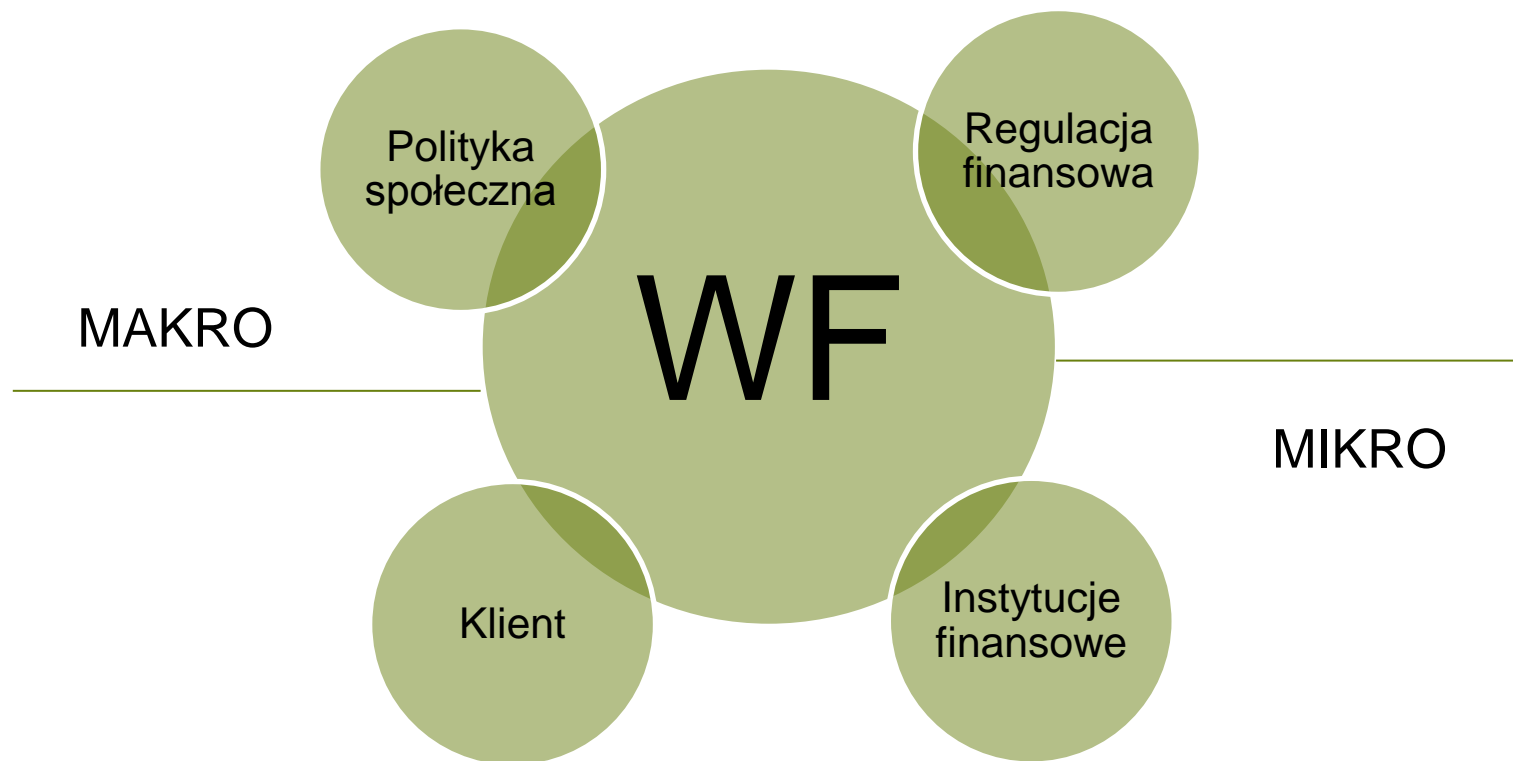 Polityka
społeczna
Regulacja
finansowa
WF
MAKRO
MIKRO
Klient
Instytucje
finansowe